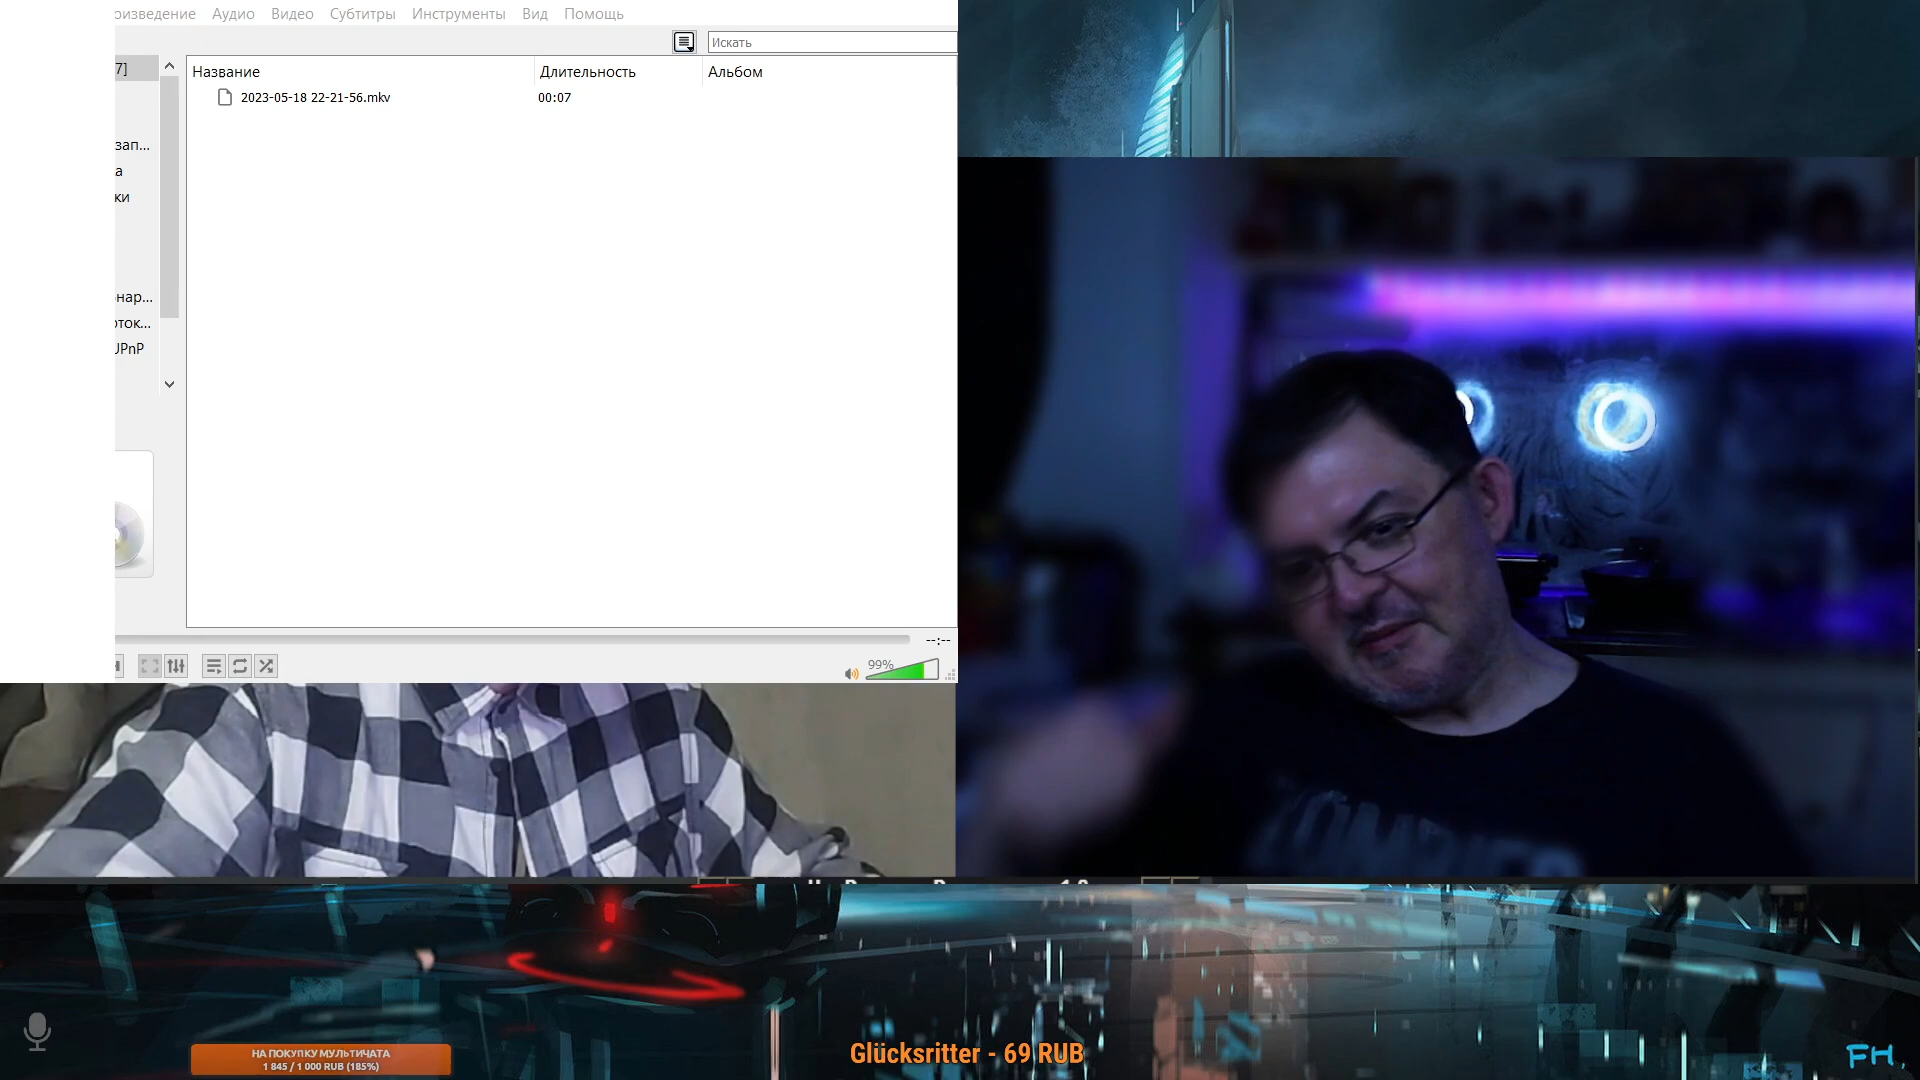 Аудио Видео Субтитры Инструменты Вид Помощь
Искать
7]
Название Длительность Альбом
2023-05-18 22-21-56.mkv 00:07
зап...
а
ки
нар...
оток...
JPnP
--:--
99%
ZOMBIES
НА ПОКУПКУ МУЛЬТИЧАТА
1 845 / 1 000 RUB (185%)
Glücksritter - 69 RUB
FH,